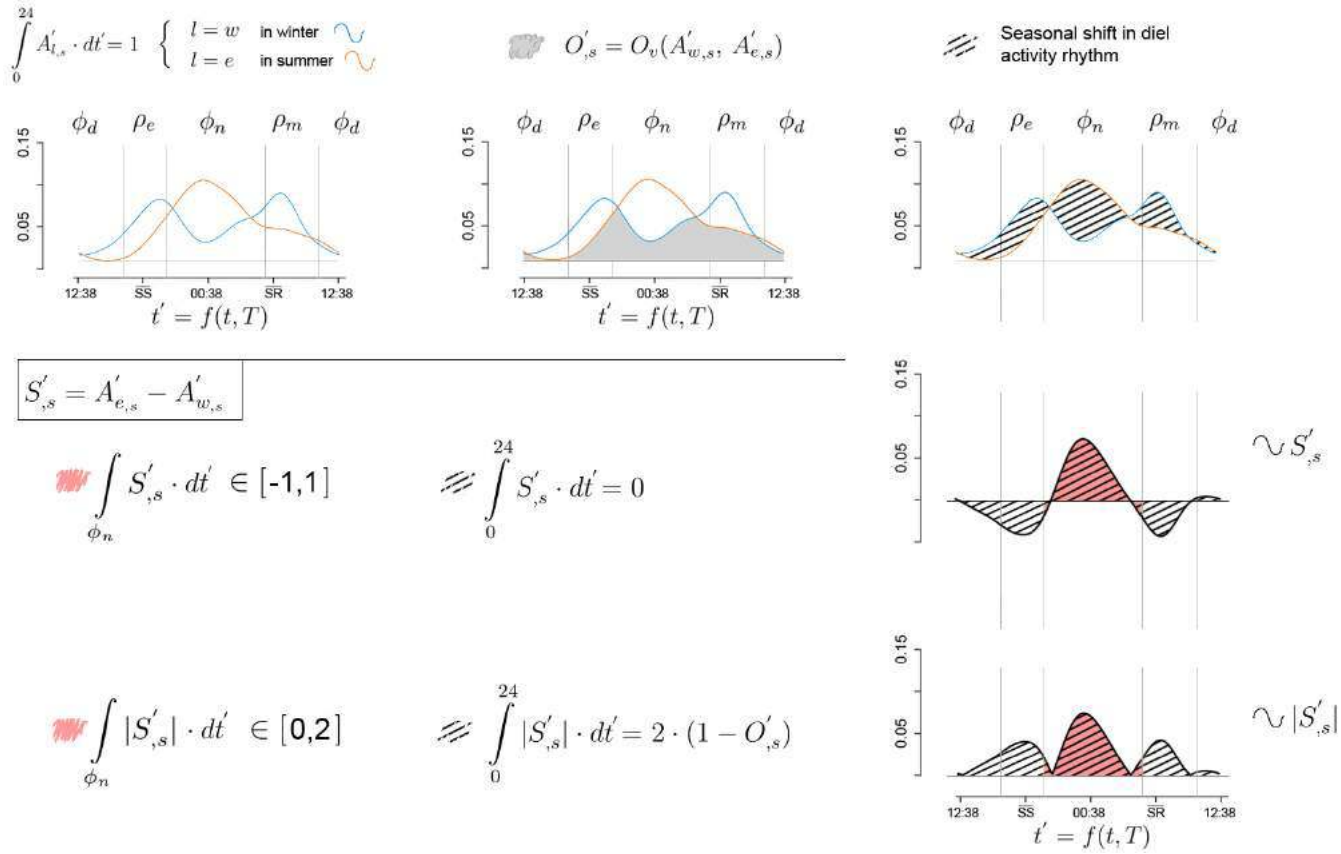 ∫₀²⁴ A′ₗ,ₛ · dt′ = 1 { l = w in winter
l = e in summer
O′,ₛ = Oᵥ(A′w,s, A′e,s)
Seasonal shift in diel
activity rhythm
ϕd ρe ϕn ρm ϕd
0.15
0.05
12:38 SS 00:38 SR 12:38
t′ = f(t, T)
ϕd ρe ϕn ρm ϕd
0.15
0.05
12:38 SS 00:38 SR 12:38
t′ = f(t, T)
ϕd ρe ϕn ρm ϕd
0.15
0.05
S′,s = A′e,s − A′w,s
∫ϕn S′,s · dt′ ∈ [-1,1]
∫₀²⁴ S′,s · dt′ = 0
0.15
0.05
S′,s
∫ϕn |S′,s| · dt′ ∈ [0,2]
∫₀²⁴ |S′,s| · dt′ = 2 · (1 − O′,s)
0.15
0.05
|S′,s|
12:38 SS 00:38 SR 12:38
t′ = f(t, T)